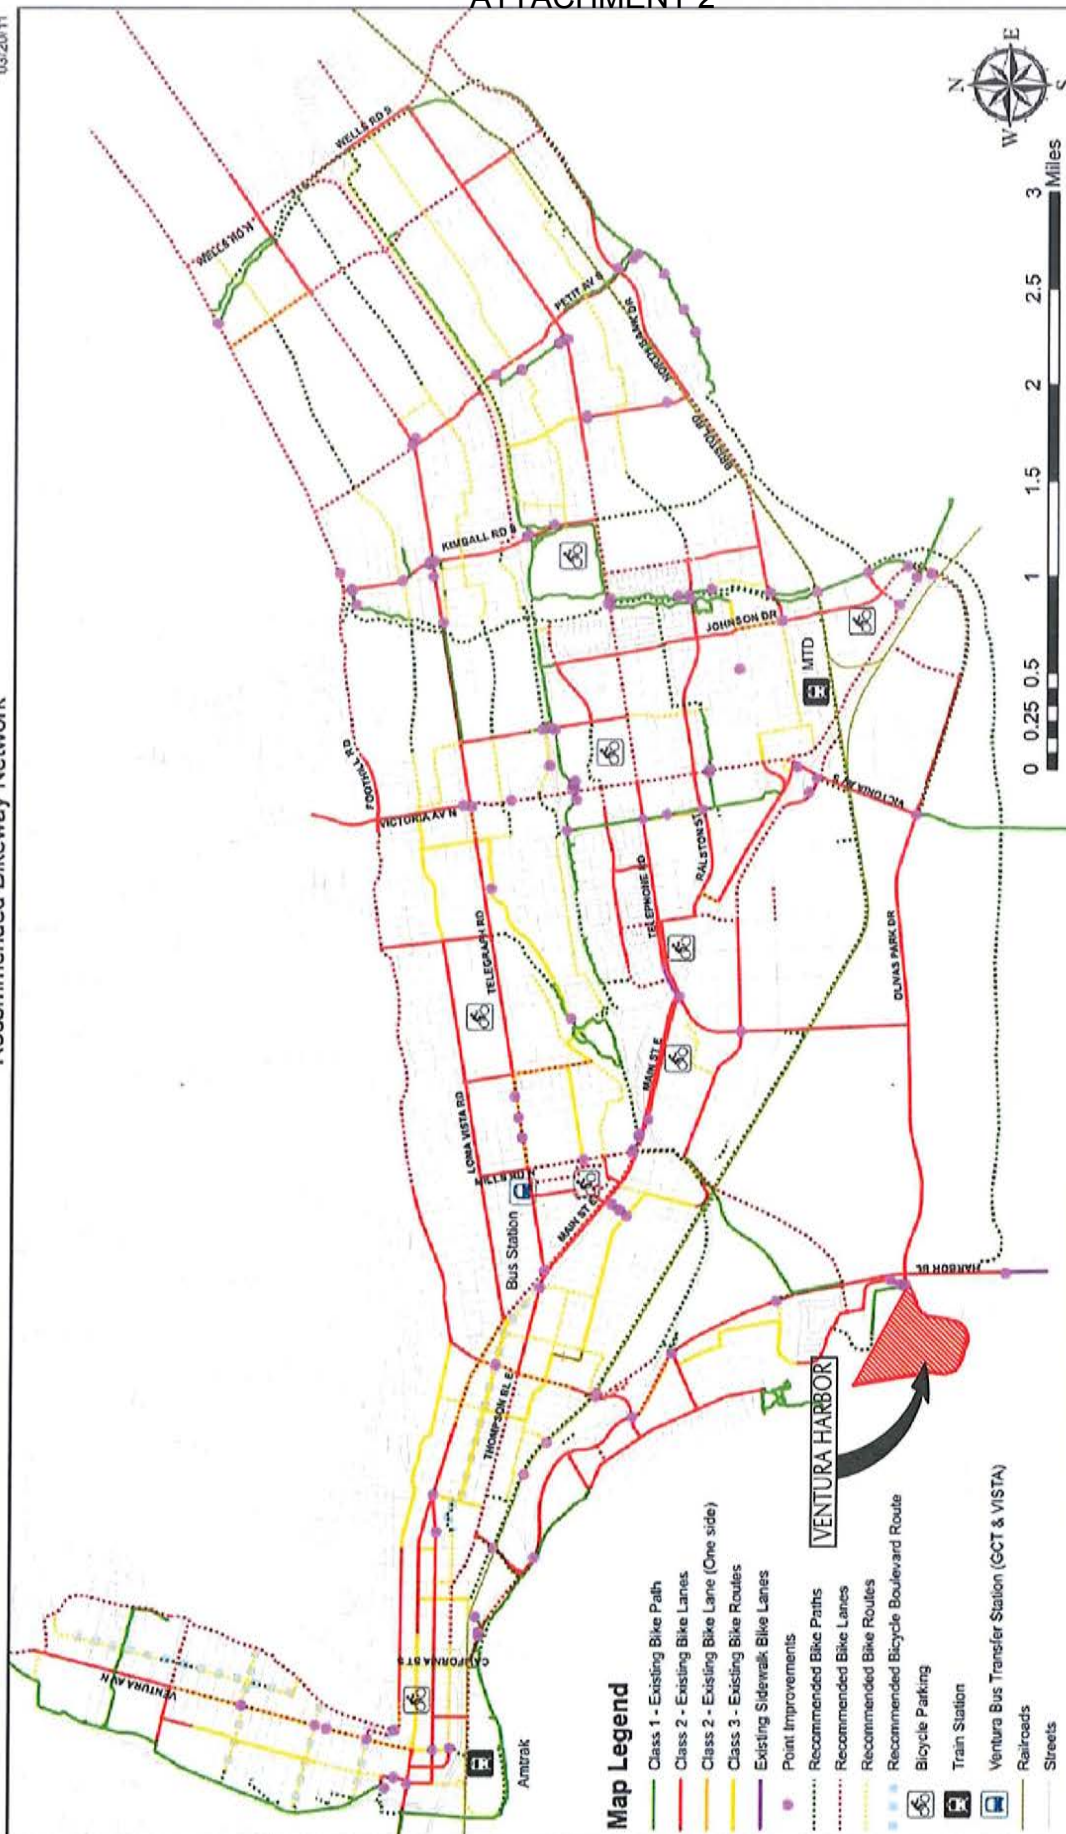 ATTACHMENT 2
03/20/11
Recommended Bikeway Network
WELLS RD S
WELLS RD N
PETIT AV S
NORTHBANK DR
BRISTOL RD
KIMBALL RD S
JOHNSON DR
MTD
FOOTHILL RD
VICTORIA AV N
VICTORIA AV S
RALSTON ST
TELEPHONE RD
TELEGRAPH RD
OLIVAS PARK DR
MAIN ST E
LOMA VISTA RD
MILLS RD N
Bus Station
MAIN ST E
HARBOR BL
THOMPSON BL E
VENTURA HARBOR
CALIFORNIA ST S
VENTURA AV N
Amtrak
N
E
S
W
0 0.25 0.5 1 1.5 2 2.5 3
Miles
Map Legend
Class 1 - Existing Bike Path
Class 2 - Existing Bike Lanes
Class 2 - Existing Bike Lane (One side)
Class 3 - Existing Bike Routes
Existing Sidewalk Bike Lanes
Point Improvements
Recommended Bike Paths
Recommended Bike Lanes
Recommended Bike Routes
Recommended Bicycle Boulevard Route
Bicycle Parking
Train Station
Ventura Bus Transfer Station (GCT & VISTA)
Railroads
Streets